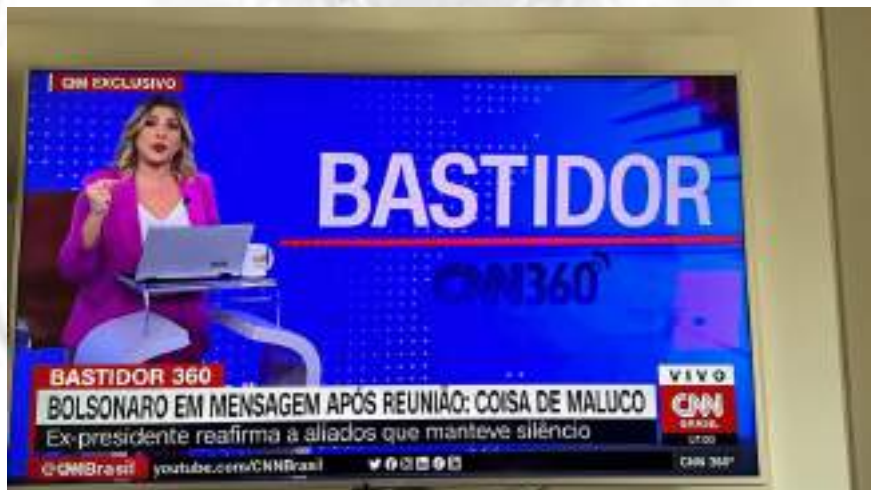 CNN EXCLUSIVO
BASTIDOR
CNN360°
BASTIDOR 360
VIVO
BOLSONARO EM MENSAGEM APÓS REUNIÃO: COISA DE MALUCO
CNN
BRASIL
Ex-presidente reafirma a aliados que manteve silêncio
@CNNBrasil youtube.com/CNNBrasil
CNN 360°